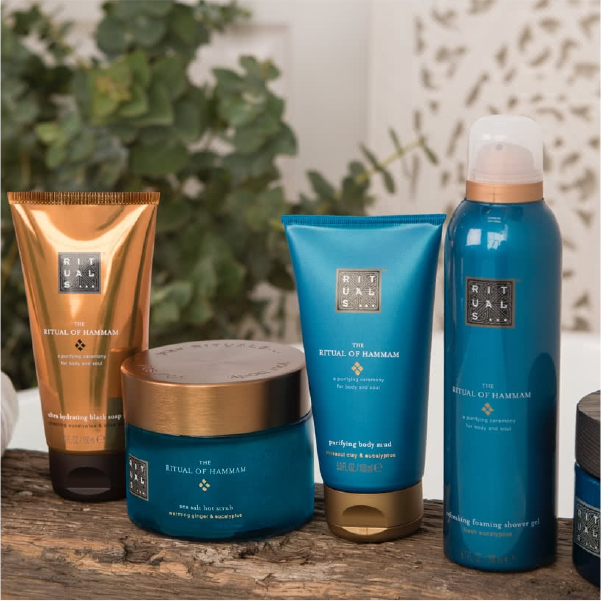 RIT
UAL
S...
THE
RITUAL OF HAMMAM
a purifying ceremony
for body and soul
ultra hydrating black soap
RIT
UAL
S...
THE
RITUAL OF HAMMAM
sea salt hot scrub
warming ginger & eucalyptus
RIT
UAL
S...
THE
RITUAL OF HAMMAM
a purifying ceremony
for body and soul
purifying body mud
mineral clay & eucalyptus
RIT
UAL
S...
THE
RITUAL OF HAMMAM
a purifying ceremony
for body and soul
foaming shower gel
fresh eucalyptus